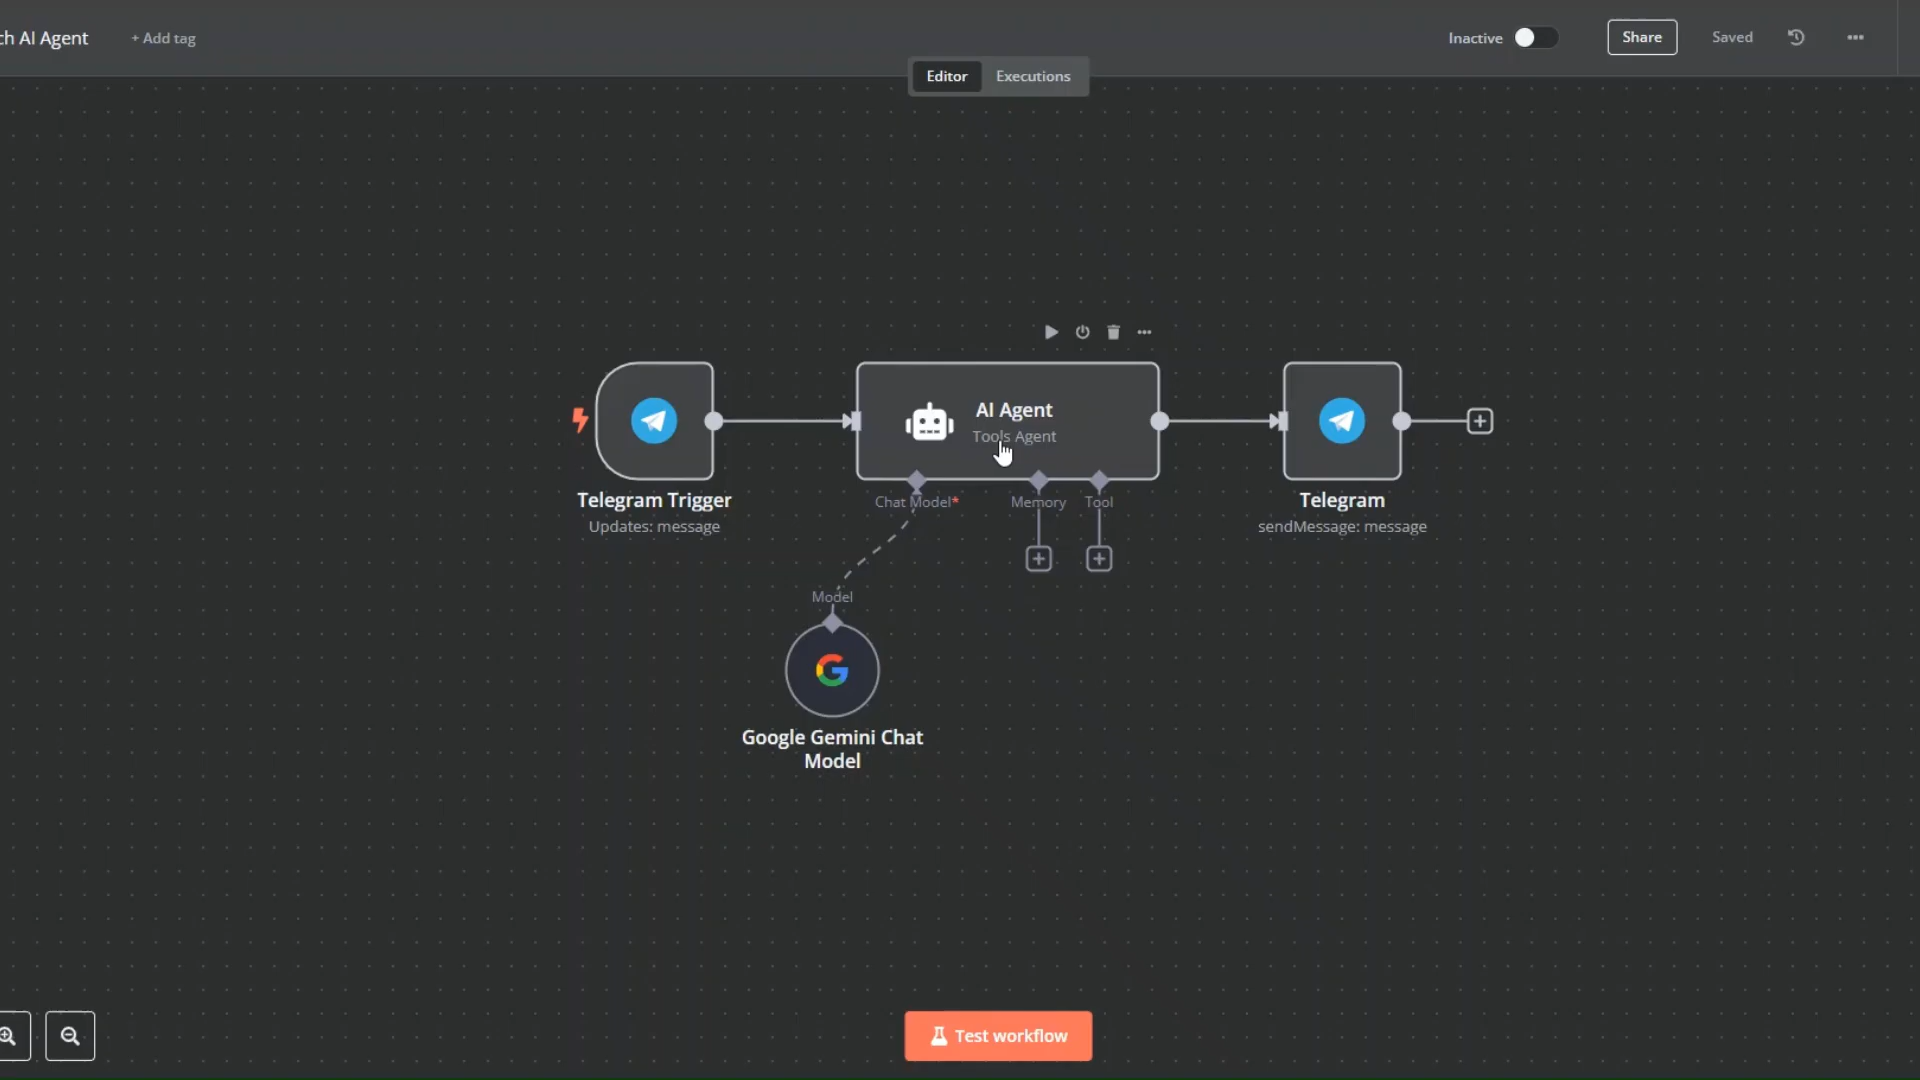 ch AI Agent
+ Add tag
Inactive
Share
Saved
Editor
Executions
AI Agent
Tools Agent
Chat Model*
Memory
Tool
Telegram Trigger
Updates: message
Telegram
sendMessage: message
Model
Google Gemini Chat
Model
Test workflow